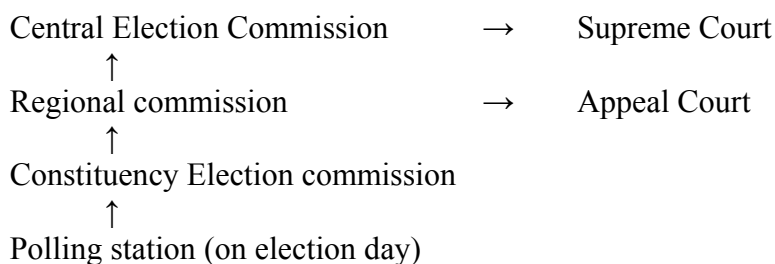 Central Election Commission → Supreme Court
↑
Regional commission → Appeal Court
↑
Constituency Election commission
↑
Polling station (on election day)